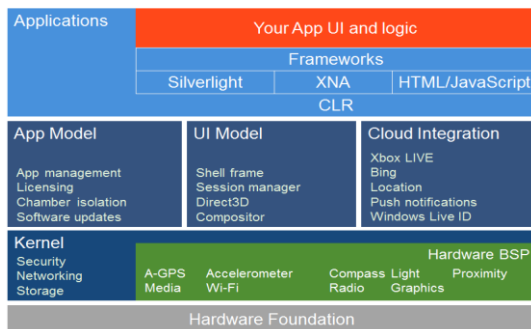 Applications
Your App UI and logic
Frameworks
Silverlight XNA HTML/JavaScript
CLR
App Model
App management
Licensing
Chamber isolation
Software updates
UI Model
Shell frame
Session manager
Direct3D
Compositor
Cloud Integration
Xbox LIVE
Bing
Location
Push notifications
Windows Live ID
Kernel
Security
Networking
Storage
Hardware BSP
A-GPS Accelerometer Compass Light Proximity
Media Wi-Fi Radio Graphics
Hardware Foundation